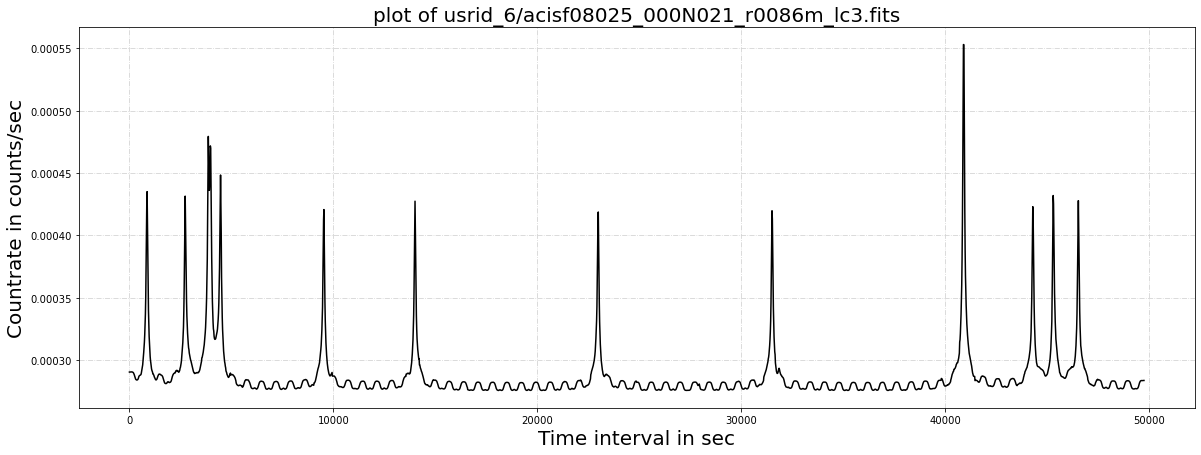 plot of usrid_6/acisf08025_000N021_r0086m_lc3.fits
Countrate in counts/sec
0.00055
0.00050
0.00045
0.00040
0.00035
0.00030
0 10000 20000 30000 40000 50000
Time interval in sec